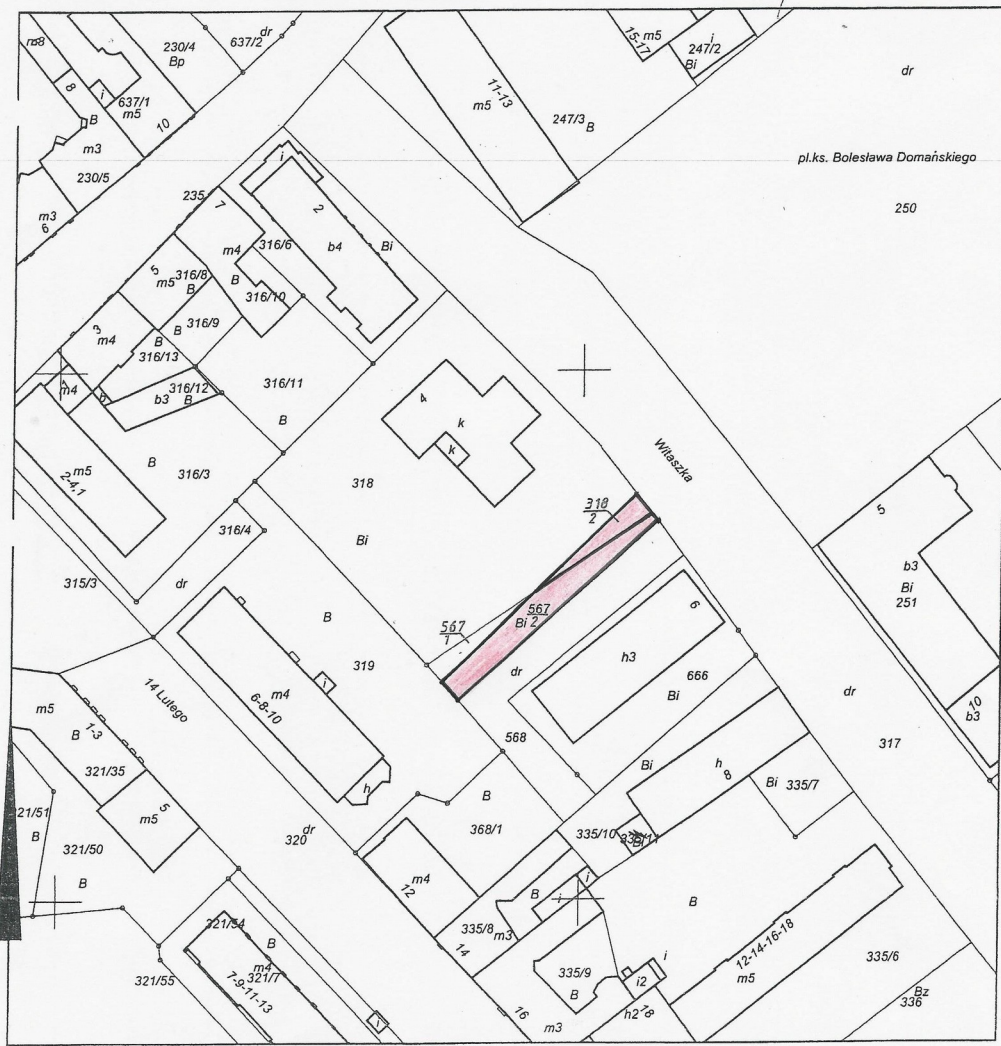 m8
8
i
637/1
m5
B
m3
230/5
m3
6
10
230/4
Bp
637/2
dr
11-13
m5
247/3
B
15-17
m5
i
247/2
Bi
dr
pl.ks. Bolesława Domańskiego
250
235
7
m4
B
316/6
316/10
i
2
b4
Bi
5
m5
316/8
B
316/9
B
3
m4
316/13
316/12
b3
B
316/11
B
m4
m5
2-4,1
B
316/3
316/4
315/3
dr
4
k
k
318
Bi
Witaszka
318
2
567
1
567
2
Bi
5
b3
Bi
251
10
b3
B
319
m4
6-8-10
i
h
14 Lutego
dr
568
6
h3
666
Bi
dr
317
m5
1-3
B
321/35
5
m5
321/51
B
321/50
B
dr
320
B
368/1
Bi
h
8
Bi
335/7
335/10
335/11
Bi
12
m4
335/8
m3
14
B
i
i
335/9
B
16
m3
i
i2
h2
18
B
12-14-16-18
m5
335/6
Bz
336
321/54
B
m4
321/7
7-9-11-13
321/55
i